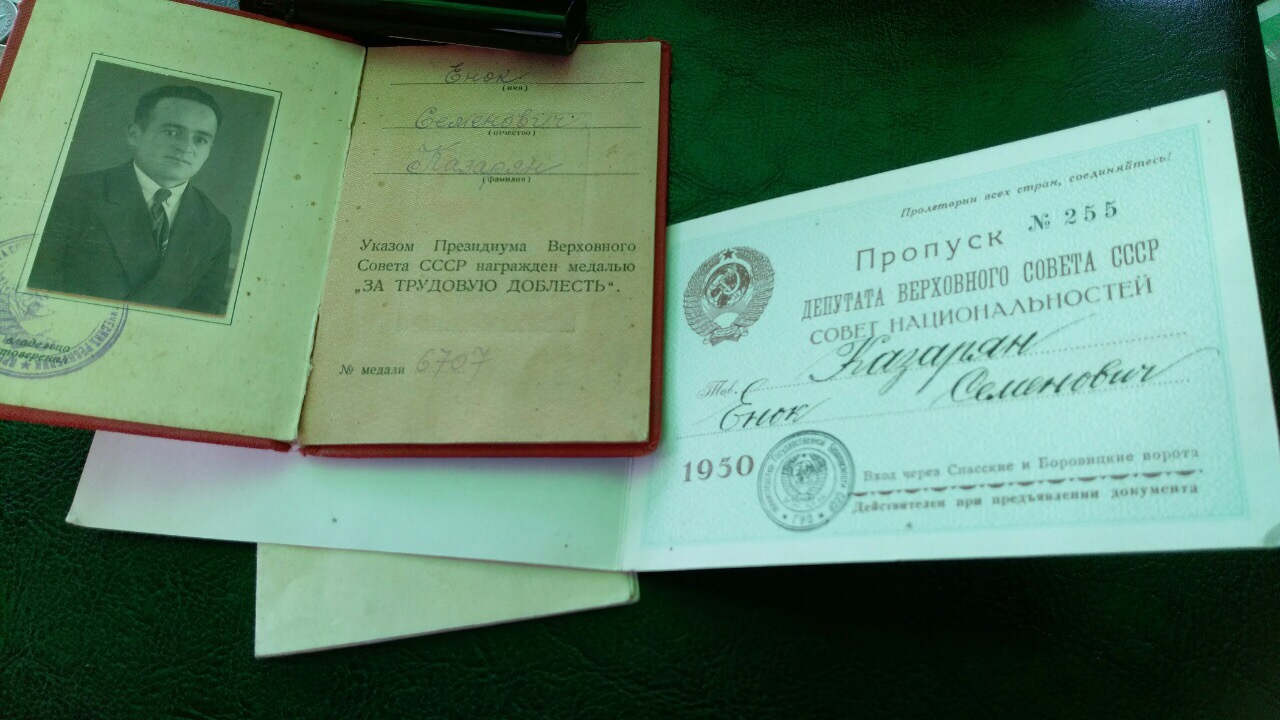 Енок
(имя)
Семенович
(отчество)
Казарян
(фамилия)
Указом Президиума Верховного
Совета СССР награжден медалью
„ЗА ТРУДОВУЮ ДОБЛЕСТЬ“.
№ медали 6707
владельца
Пролетарии всех стран, соединяйтесь!
Пропуск № 255
ДЕПУТАТА ВЕРХОВНОГО СОВЕТА СССР
СОВЕТ НАЦИОНАЛЬНОСТЕЙ
Тов. Казарян
Енок Семенович
1950
Вход через Спасские и Боровицкие ворота
Действителен при предъявлении документа